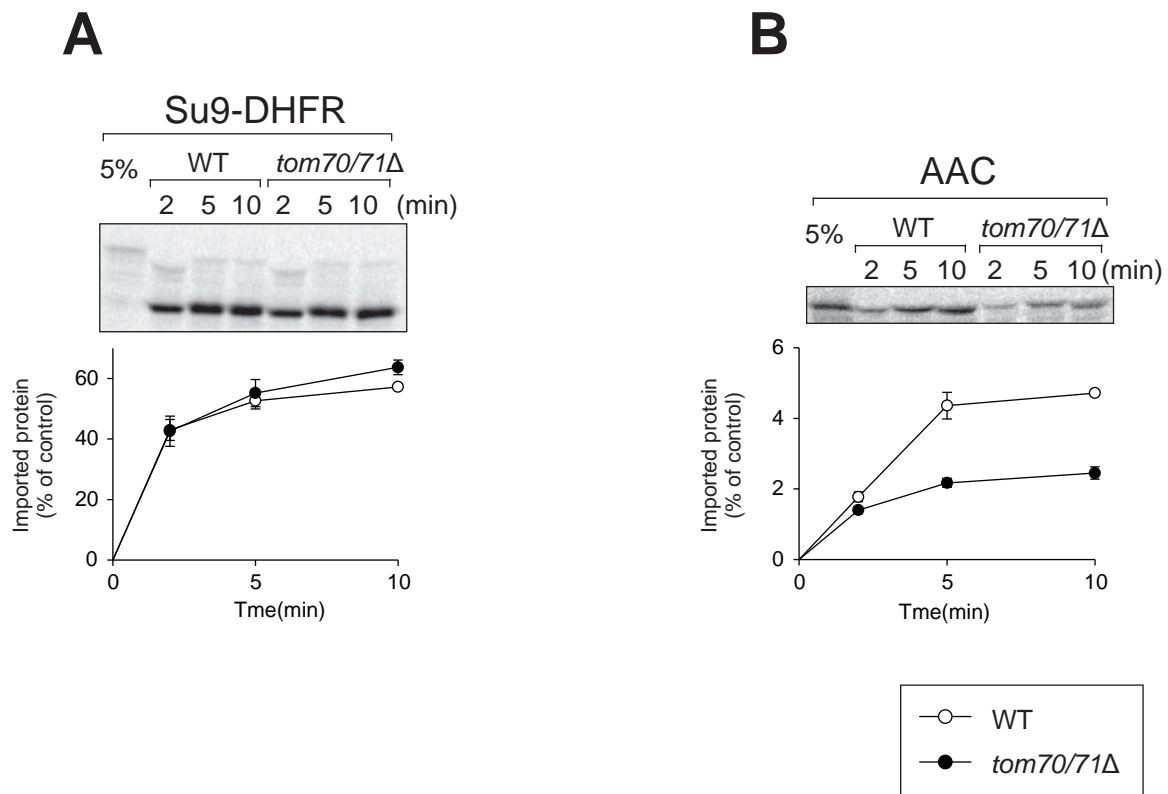 A
Su9-DHFR
5% WT tom70/71Δ
2 5 10 2 5 10 (min)
60
40
20
0
Imported protein
(% of control)
0 5 10
Tme(min)
B
AAC
5% WT tom70/71Δ
2 5 10 2 5 10 (min)
6
4
2
0
Imported protein
(% of control)
0 5 10
Tme(min)
WT
tom70/71Δ